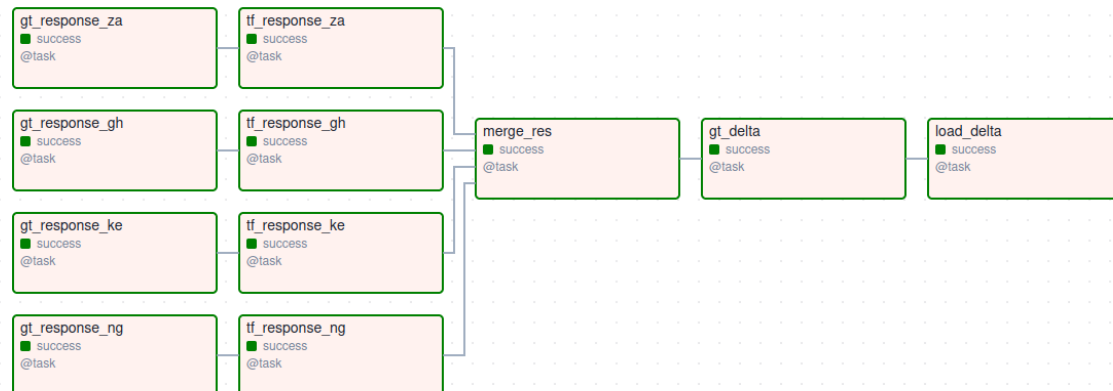 gt_response_za
success
@task
tf_response_za
success
@task
gt_response_gh
success
@task
tf_response_gh
success
@task
merge_res
success
@task
gt_delta
success
@task
load_delta
success
@task
gt_response_ke
success
@task
tf_response_ke
success
@task
gt_response_ng
success
@task
tf_response_ng
success
@task